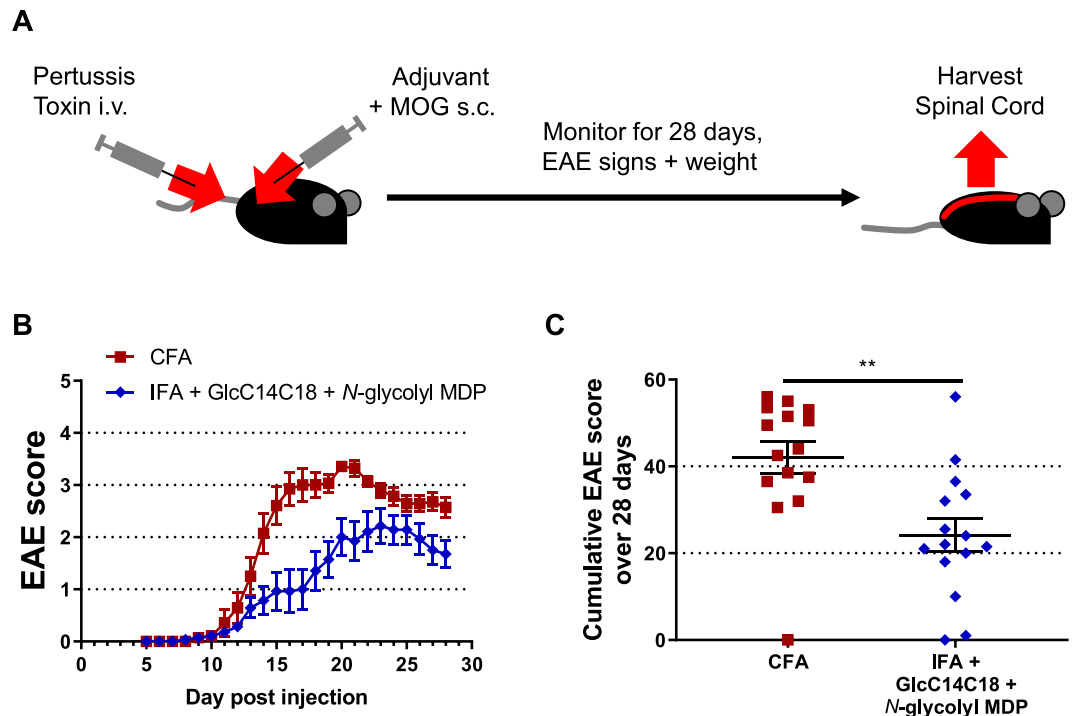 A
Pertussis
Toxin i.v.
Adjuvant
+ MOG s.c.
Monitor for 28 days,
EAE signs + weight
Harvest
Spinal Cord
B
CFA
IFA + GlcC14C18 + N-glycolyl MDP
EAE score
5
4
3
2
1
0
0 5 10 15 20 25 30
Day post injection
C
**
Cumulative EAE score
over 28 days
60
40
20
0
CFA
IFA +
GlcC14C18 +
N-glycolyl MDP